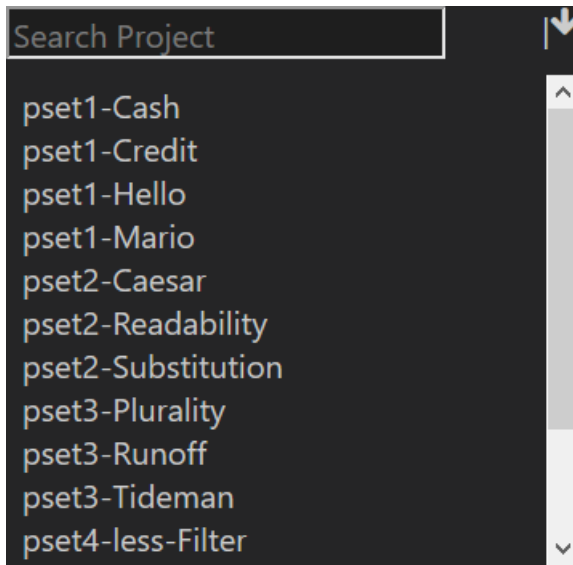 Search Project
pset1-Cash
pset1-Credit
pset1-Hello
pset1-Mario
pset2-Caesar
pset2-Readability
pset2-Substitution
pset3-Plurality
pset3-Runoff
pset3-Tideman
pset4-less-Filter